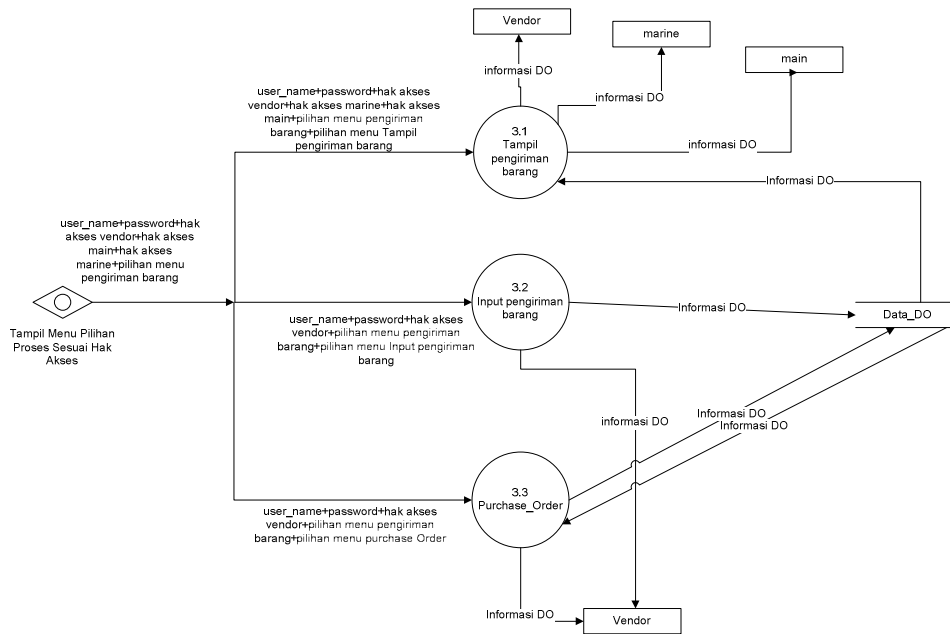 Vendor
marine
main
informasi DO
informasi DO
informasi DO
user_name+password+hak akses
vendor+hak akses marine+hak akses
main+pilihan menu pengiriman
barang+pilihan menu Tampil
pengiriman barang
3.1
Tampil
pengiriman
barang
Informasi DO
user_name+password+hak
akses vendor+hak akses
main+hak akses
marine+pilihan menu
pengiriman barang
Tampil Menu Pilihan
Proses Sesuai Hak
Akses
3.2
Input pengiriman
barang
Informasi DO
Data_DO
user_name+password+hak akses
vendor+pilihan menu pengiriman
barang+pilihan menu Input pengiriman
barang
informasi DO
Informasi DO
Informasi DO
3.3
Purchase_Order
user_name+password+hak akses
vendor+pilihan menu pengiriman
barang+pilihan menu purchase Order
Informasi DO
Vendor